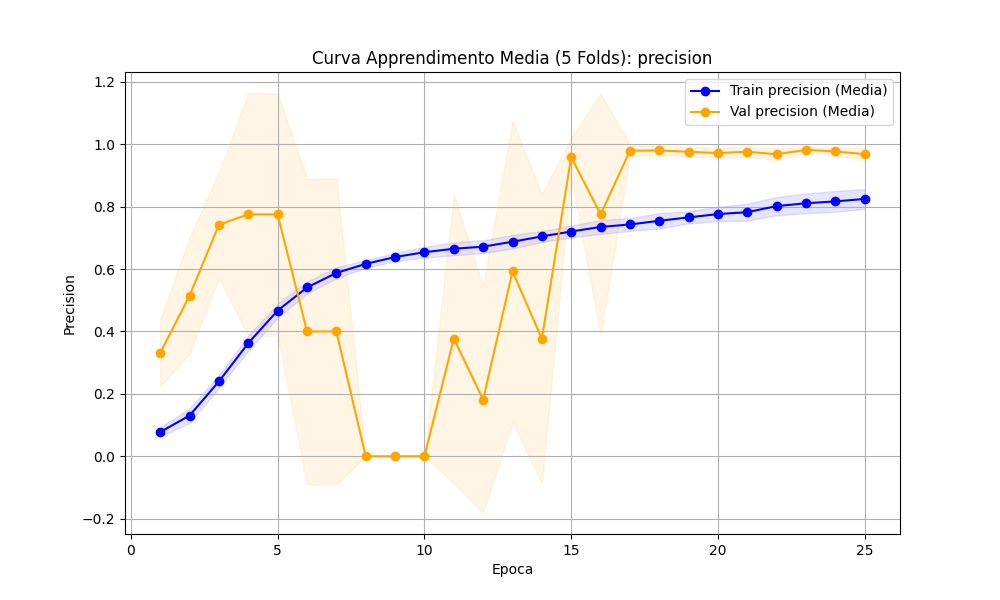 Curva Apprendimento Media (5 Folds): precision
Train precision (Media)
Val precision (Media)
Precision
1.2
1.0
0.8
0.6
0.4
0.2
0.0
−0.2
0 5 10 15 20 25
Epoca